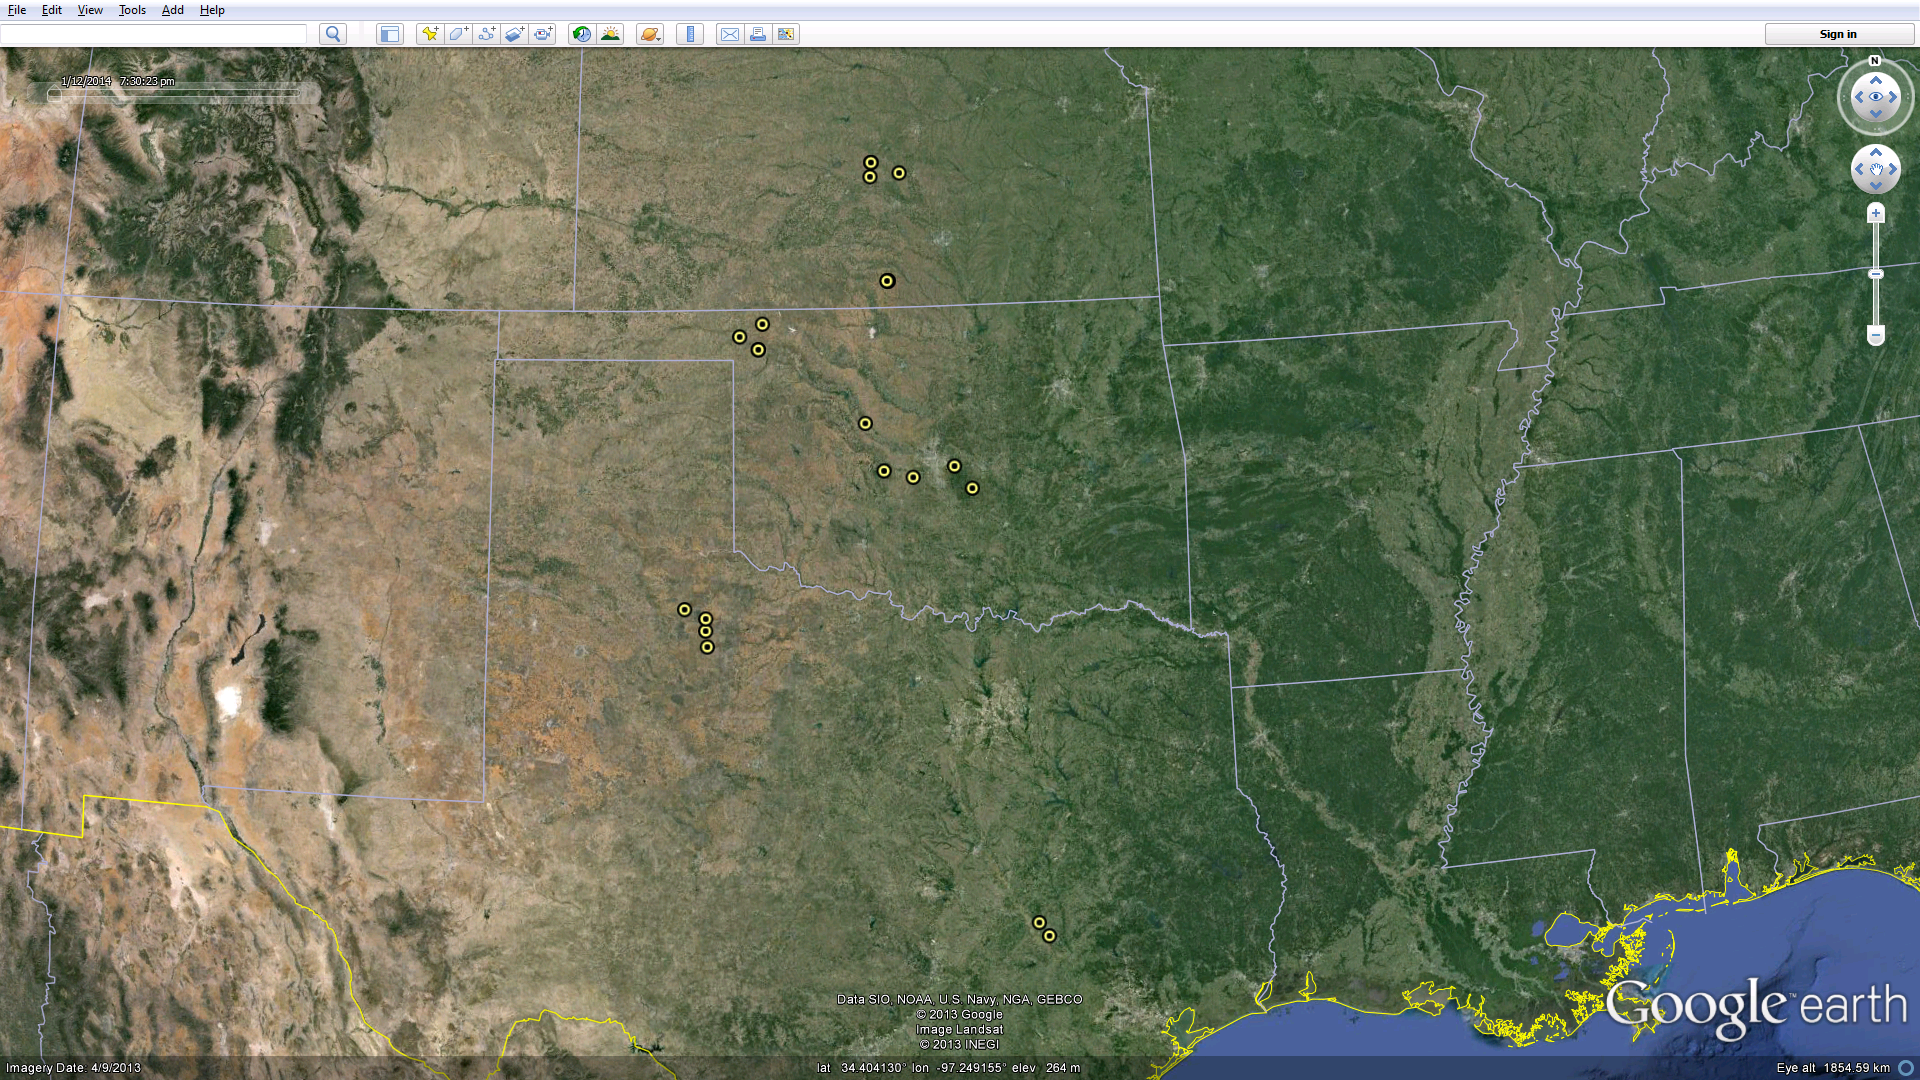 File Edit View Tools Add Help
Sign in
1/12/2014 7:30:23 pm
N
Data SIO, NOAA, U.S. Navy, NGA, GEBCO
© 2013 Google
Image Landsat
© 2013 INEGI
Google earth
Imagery Date: 4/9/2013
lat 34.404130° lon -97.249155° elev 264 m
Eye alt 1854.59 km